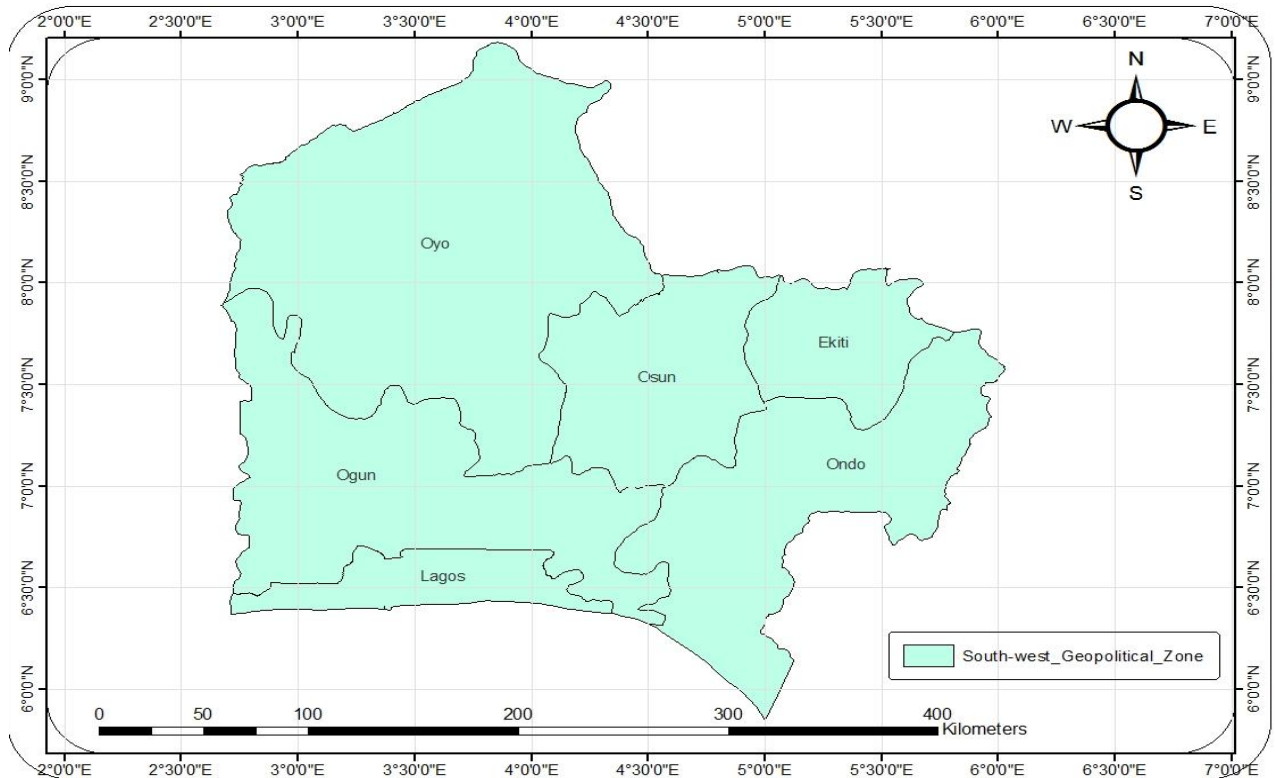 2°0'0"E 2°30'0"E 3°0'0"E 3°30'0"E 4°0'0"E 4°30'0"E 5°0'0"E 5°30'0"E 6°0'0"E 6°30'0"E 7°0'0"E
9°0'0"N 9°0'0"N
N
W E
S
8°30'0"N 8°30'0"N
Oyo
8°0'0"N 8°0'0"N
Ekiti
Osun
7°30'0"N 7°30'0"N
Ondo
Ogun
7°0'0"N 7°0'0"N
Lagos
6°30'0"N 6°30'0"N
South-west_Geopolitical_Zone
6°0'0"N 6°0'0"N
0 50 100 200 300 400
Kilometers
2°0'0"E 2°30'0"E 3°0'0"E 3°30'0"E 4°0'0"E 4°30'0"E 5°0'0"E 5°30'0"E 6°0'0"E 6°30'0"E 7°0'0"E